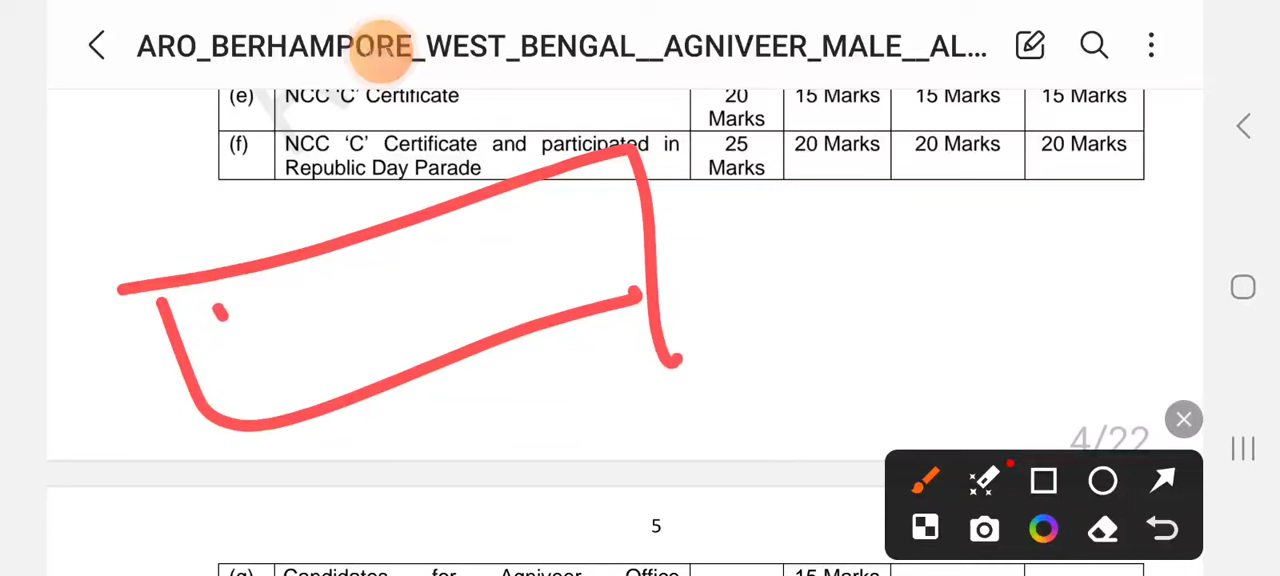 ARO_BERHAMPORE_WEST_BENGAL__AGNIVEER_MALE__AL...
(e) NCC 'C' Certificate 20 Marks 15 Marks 15 Marks 15 Marks
(f) NCC 'C' Certificate and participated in Republic Day Parade 25 Marks 20 Marks 20 Marks 20 Marks
4/22
5
(g) Candidates for Agniveer Office 15 Marks